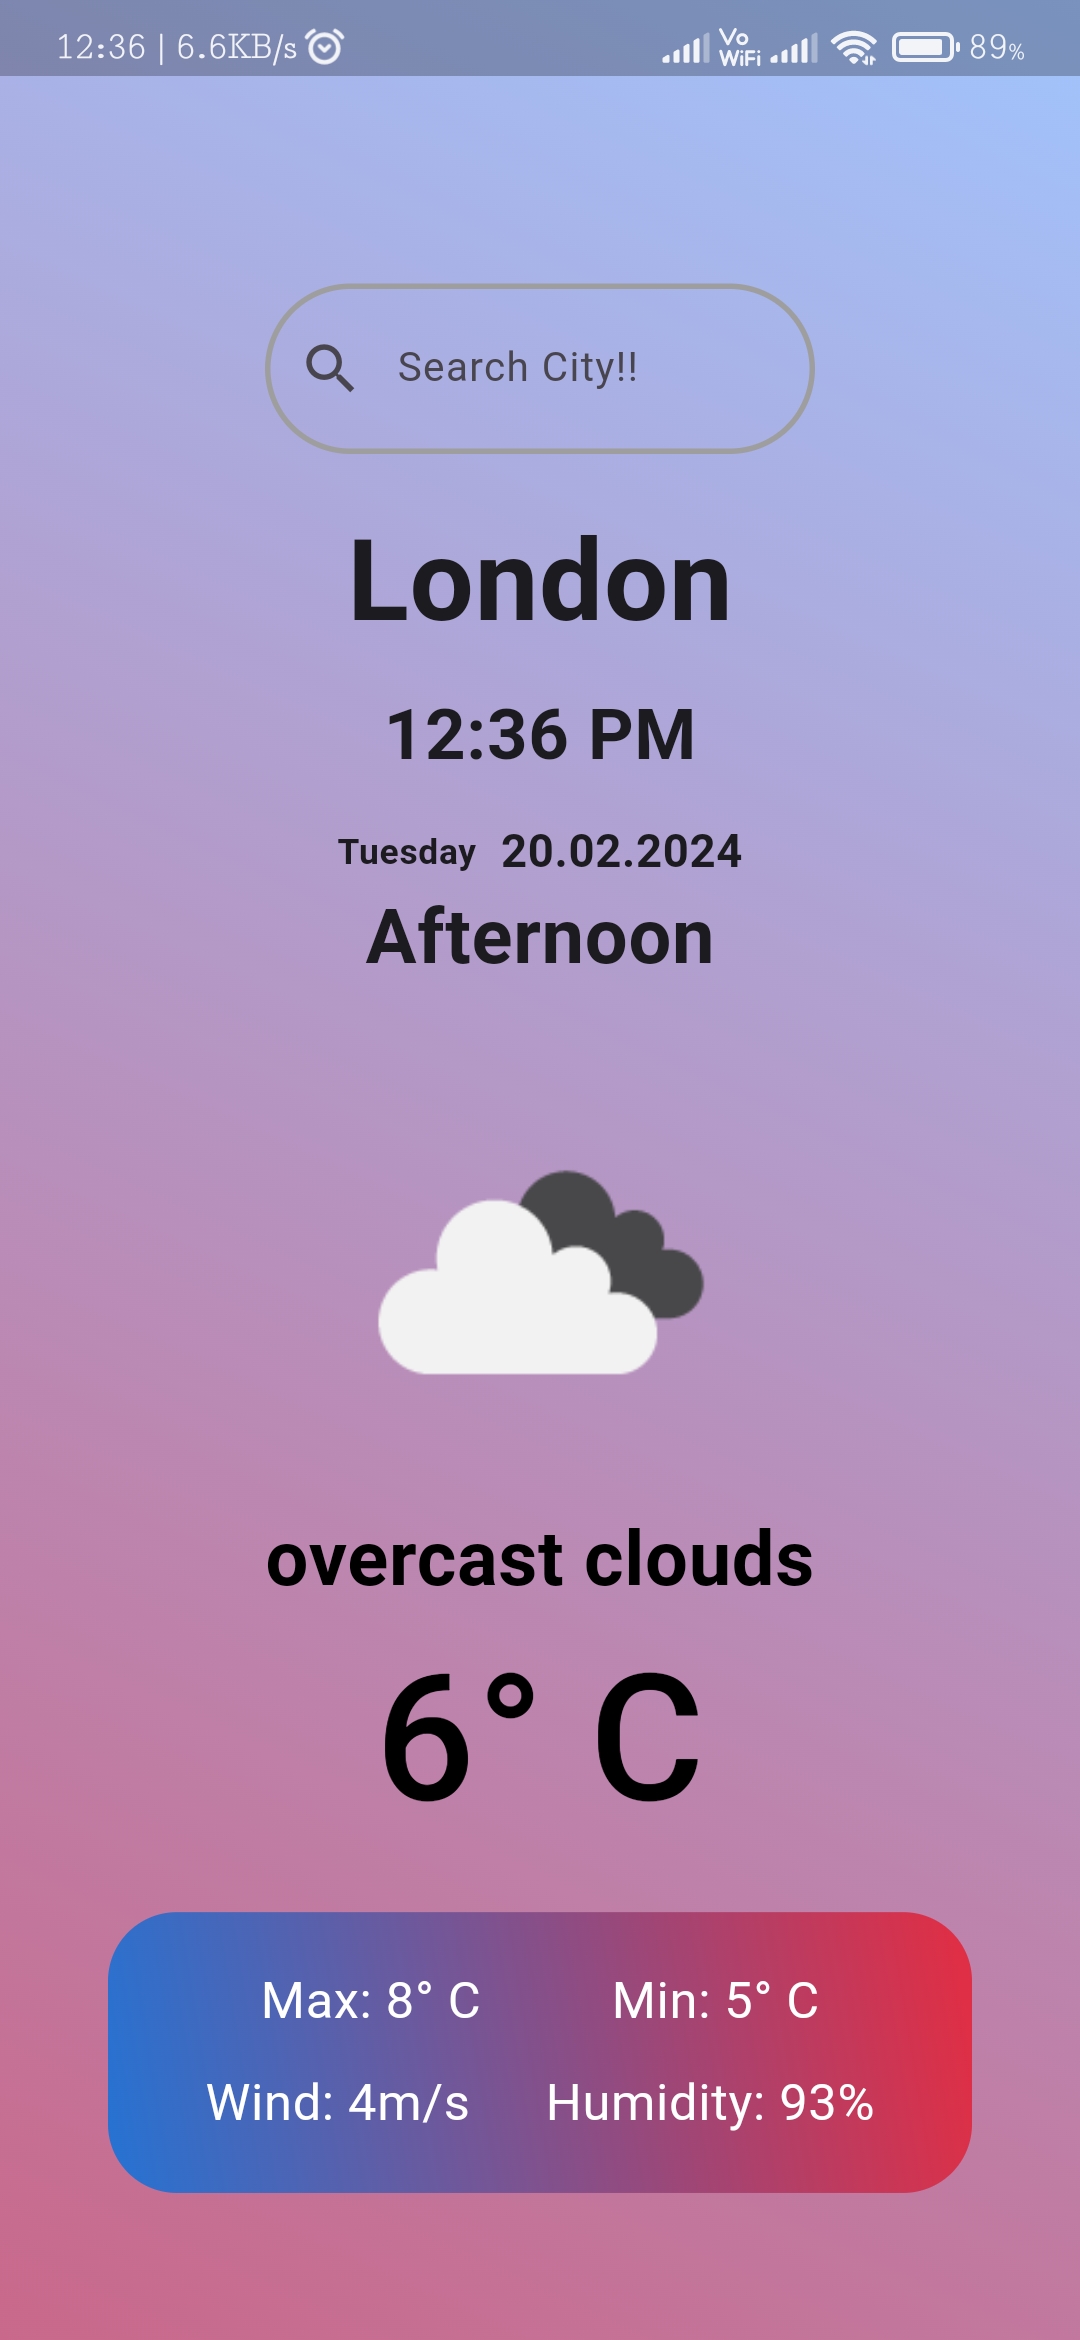 12:36 | 6.6KB/s Vo WiFi 89%
Search City!!
London
12:36 PM
Tuesday 20.02.2024
Afternoon
overcast clouds
6° C
Max: 8° C Min: 5° C
Wind: 4m/s Humidity: 93%